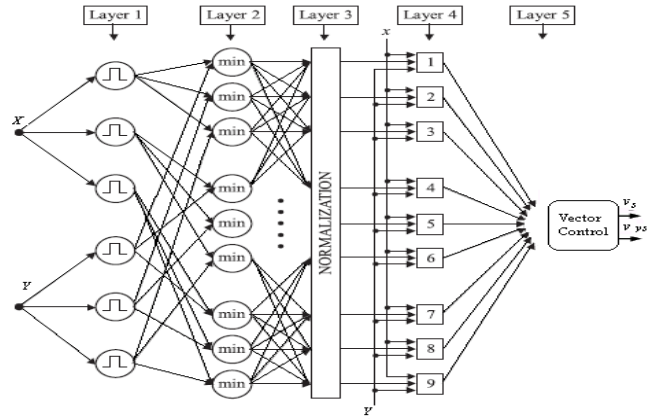 Layer 1 Layer 2 Layer 3 Layer 4 Layer 5
x
X
Y
min
min
min
min
min
min
min
min
min
NORMALIZATION
1
2
3
4
5
6
7
8
9
Y
Vector
Control
v s
v ys